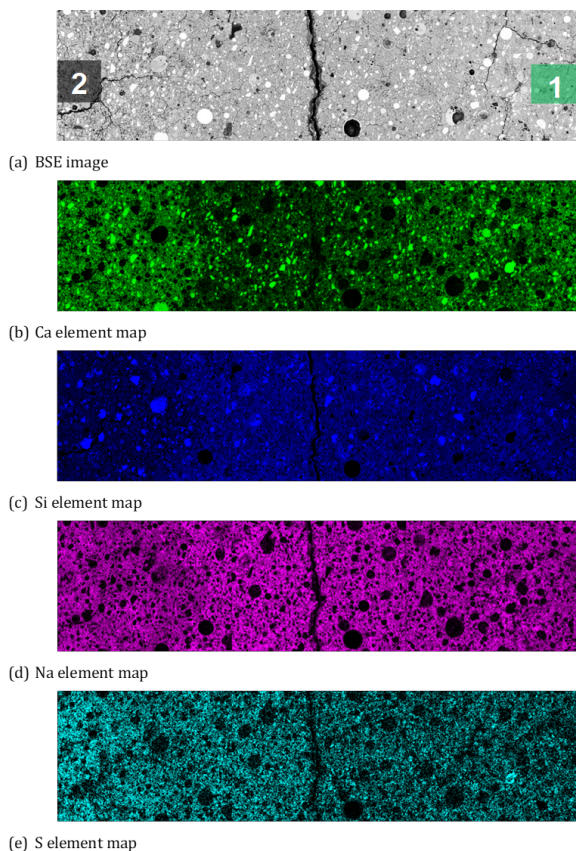 2
1
(a) BSE image
(b) Ca element map
(c) Si element map
(d) Na element map
(e) S element map